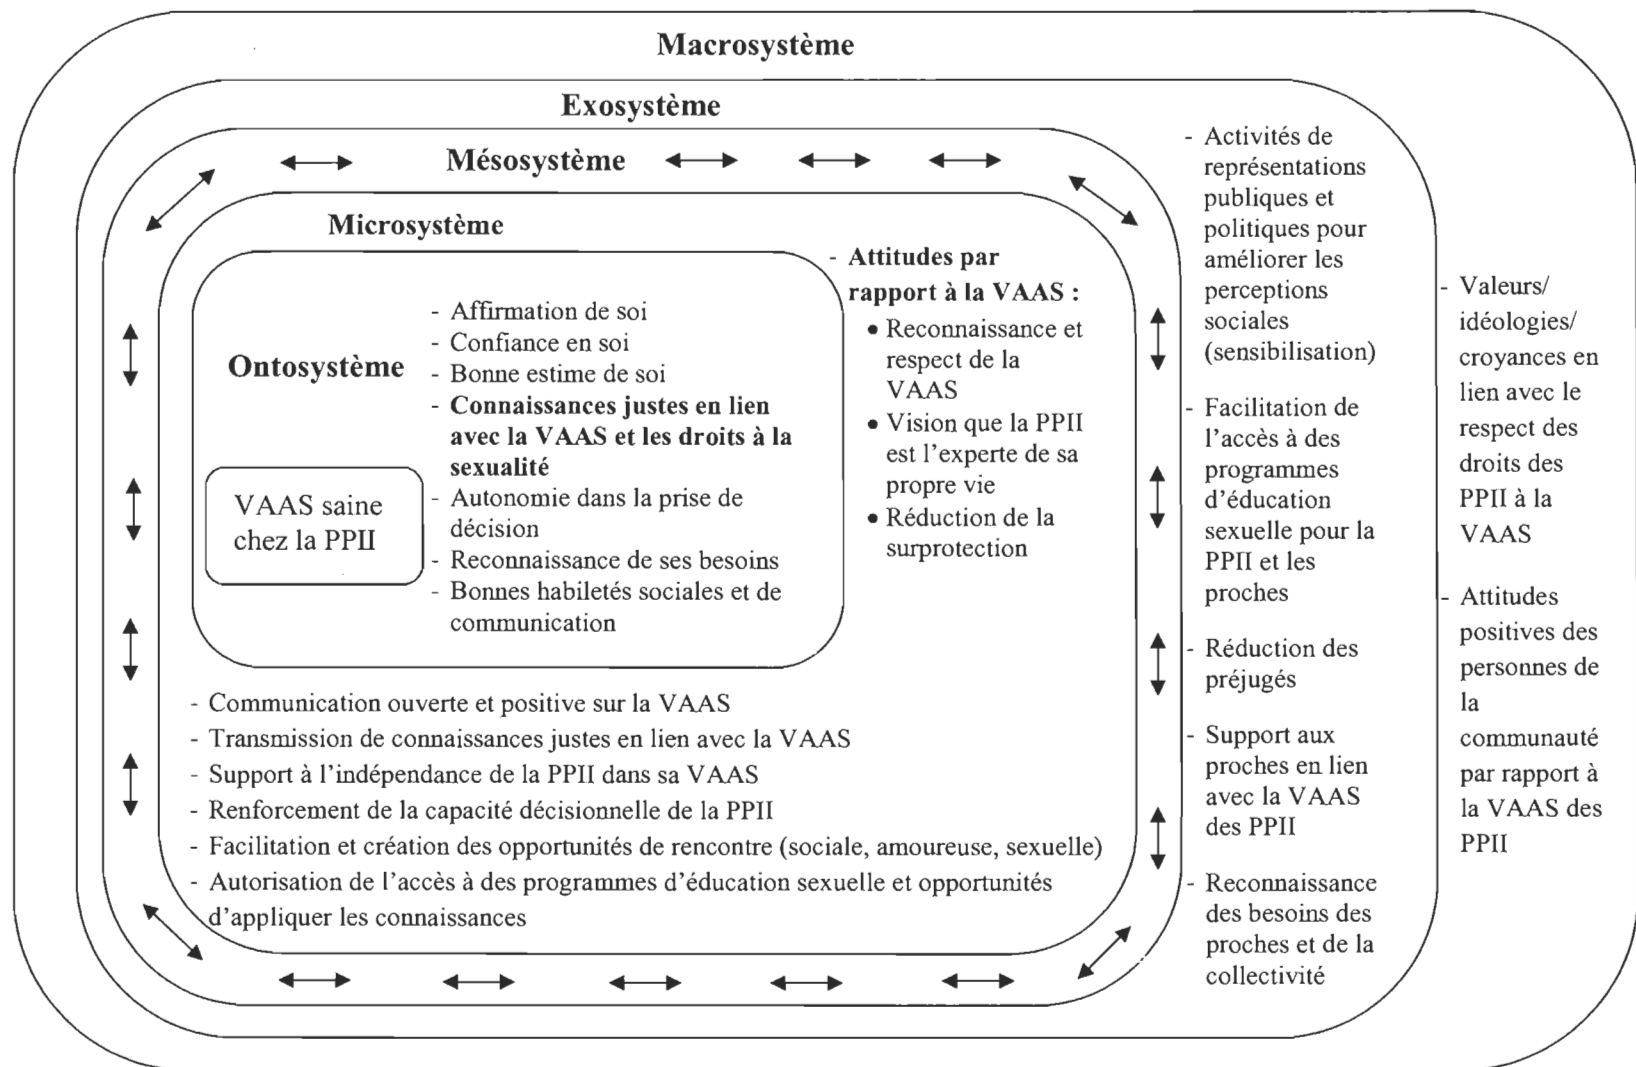 Macrosystème
Exosystème
Mésosystème
Microsystème
Ontosystème
- Affirmation de soi
- Confiance en soi
- Bonne estime de soi
- Connaissances justes en lien
avec la VAAS et les droits à la
sexualité
- Autonomie dans la prise de
décision
- Reconnaissance de ses besoins
- Bonnes habiletés sociales et de
communication
VAAS saine
chez la PPII
- Attitudes par
rapport à la VAAS :
• Reconnaissance et
respect de la
VAAS
• Vision que la PPII
est l'experte de sa
propre vie
• Réduction de la
surprotection
- Communication ouverte et positive sur la VAAS
- Transmission de connaissances justes en lien avec la VAAS
- Support à l'indépendance de la PPII dans sa VAAS
- Renforcement de la capacité décisionnelle de la PPII
- Facilitation et création des opportunités de rencontre (sociale, amoureuse, sexuelle)
- Autorisation de l'accès à des programmes d'éducation sexuelle et opportunités
d'appliquer les connaissances
- Activités de
représentations
publiques et
politiques pour
améliorer les
perceptions
sociales
(sensibilisation)
- Facilitation de
l'accès à des
programmes
d'éducation
sexuelle pour la
PPII et les
proches
- Réduction des
préjugés
- Support aux
proches en lien
avec la VAAS
des PPII
- Reconnaissance
des besoins des
proches et de la
collectivité
- Valeurs/
idéologies/
croyances en
lien avec le
respect des
droits des
PPII à la
VAAS
- Attitudes
positives des
personnes de
la
communauté
par rapport à
la VAAS des
PPII